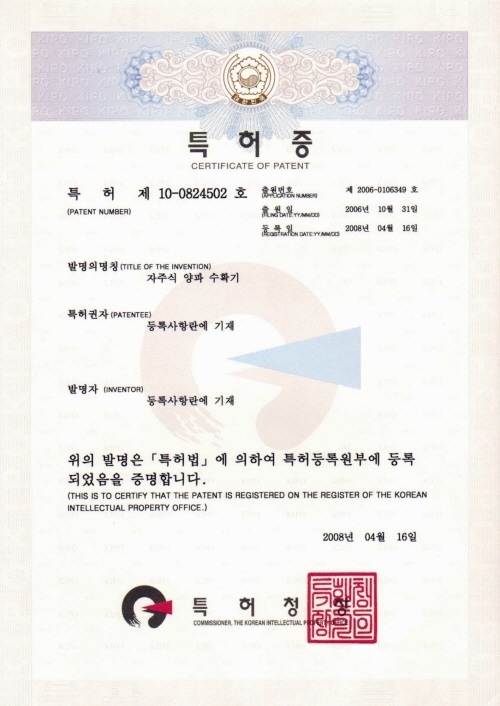 특 허 증
CERTIFICATE OF PATENT
특 허 제 10-0824502 호
(PATENT NUMBER)
출원번호 제 2006-0106349 호
(APPLICATION NUMBER)
출 원 일 2006년 10월 31일
(FILING DATE:YY/MM/DD)
등 록 일 2008년 04월 16일
(REGISTRATION DATE:YY/MM/DD)
발명의명칭(TITLE OF THE INVENTION)
자주식 양파 수확기
특허권자(PATENTEE)
등록사항란에 기재
발명자 (INVENTOR)
등록사항란에 기재
위의 발명은「특허법」에 의하여 특허등록원부에 등록
되었음을 증명합니다.
(THIS IS TO CERTIFY THAT THE PATENT IS REGISTERED ON THE REGISTER OF THE KOREAN
INTELLECTUAL PROPERTY OFFICE.)
2008년 04월 16일
특 허 청 장
COMMISSIONER, THE KOREAN INTELLECTUAL PROPERTY OFFICE